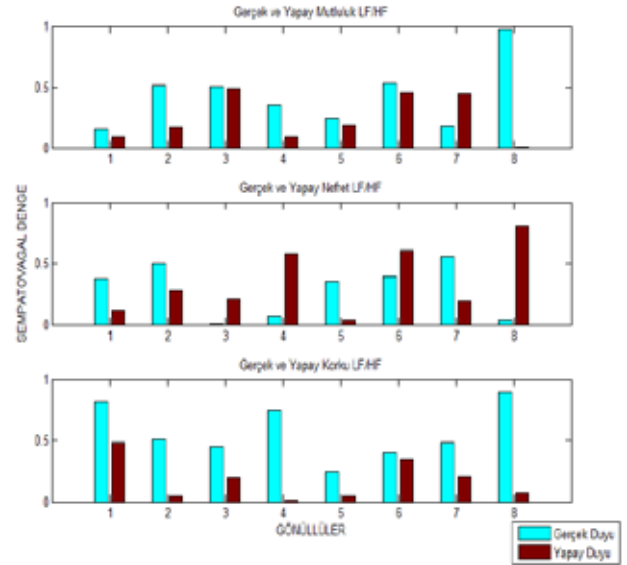 Gerçek ve Yapay Mutluluk LF/HF
1
0.5
0
1 2 3 4 5 6 7 8
SEMPATOVAGAL DENGE
Gerçek ve Yapay Nefret LF/HF
1
0.5
0
1 2 3 4 5 6 7 8
Gerçek ve Yapay Korku LF/HF
1
0.5
0
1 2 3 4 5 6 7 8
GÖNÜLLÜLER
Gerçek Duyu
Yapay Duyu